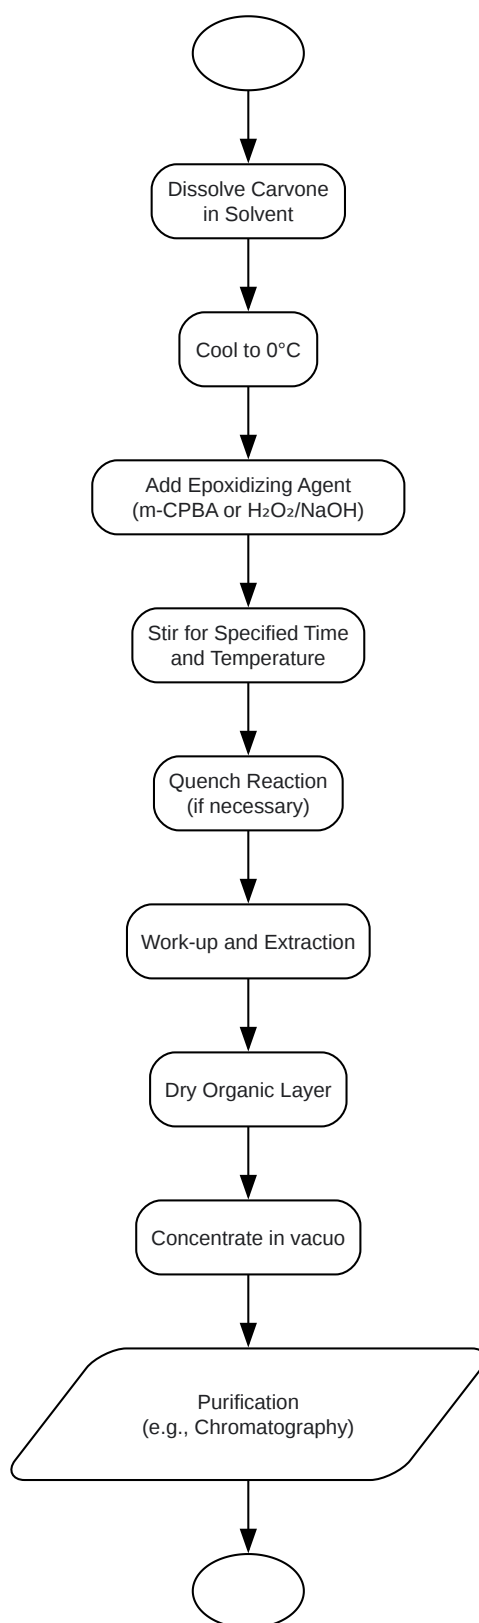 Dissolve Carvone
in Solvent
Cool to 0°C
Add Epoxidizing Agent
(m-CPBA or H₂O₂/NaOH)
Stir for Specified Time
and Temperature
Quench Reaction
(if necessary)
Work-up and Extraction
Dry Organic Layer
Concentrate in vacuo
Purification
(e.g., Chromatography)